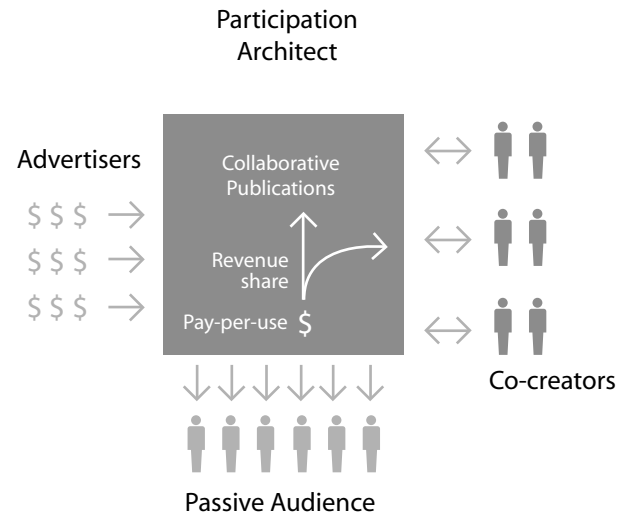 Participation
Architect
Advertisers
$ $ $
$ $ $
$ $ $
Collaborative
Publications
Revenue
share
Pay-per-use $
Co-creators
Passive Audience